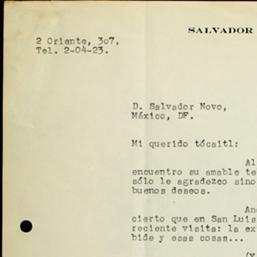 SALVADOR
2 Oriente, 307,
Tel. 2-04-23.
D. Salvador Novo,
México, DF.
Mi querido tócaitl:
Al
encuentro su amable te
sólo le agradezco sino
buenos deseos.
An
cierto que en San Luis
reciente visita: la ex
bide y esas cosas...
(Y